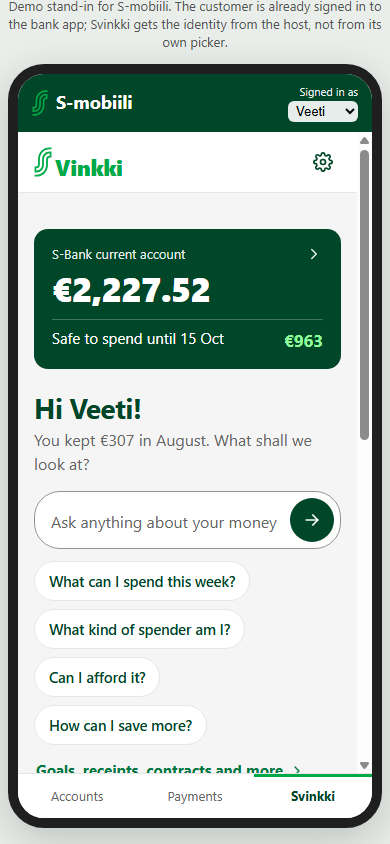 Demo stand-in for S-mobiili. The customer is already signed in to
the bank app; Svinkki gets the identity from the host, not from its
own picker.
S-mobiili
Signed in as
Veeti
Vinkki
S-Bank current account
€2,227.52
Safe to spend until 15 Oct
€963
Hi Veeti!
You kept €307 in August. What shall we
look at?
Ask anything about your money
What can I spend this week?
What kind of spender am I?
Can I afford it?
How can I save more?
Goals, receipts, contracts and more
Accounts
Payments
Svinkki